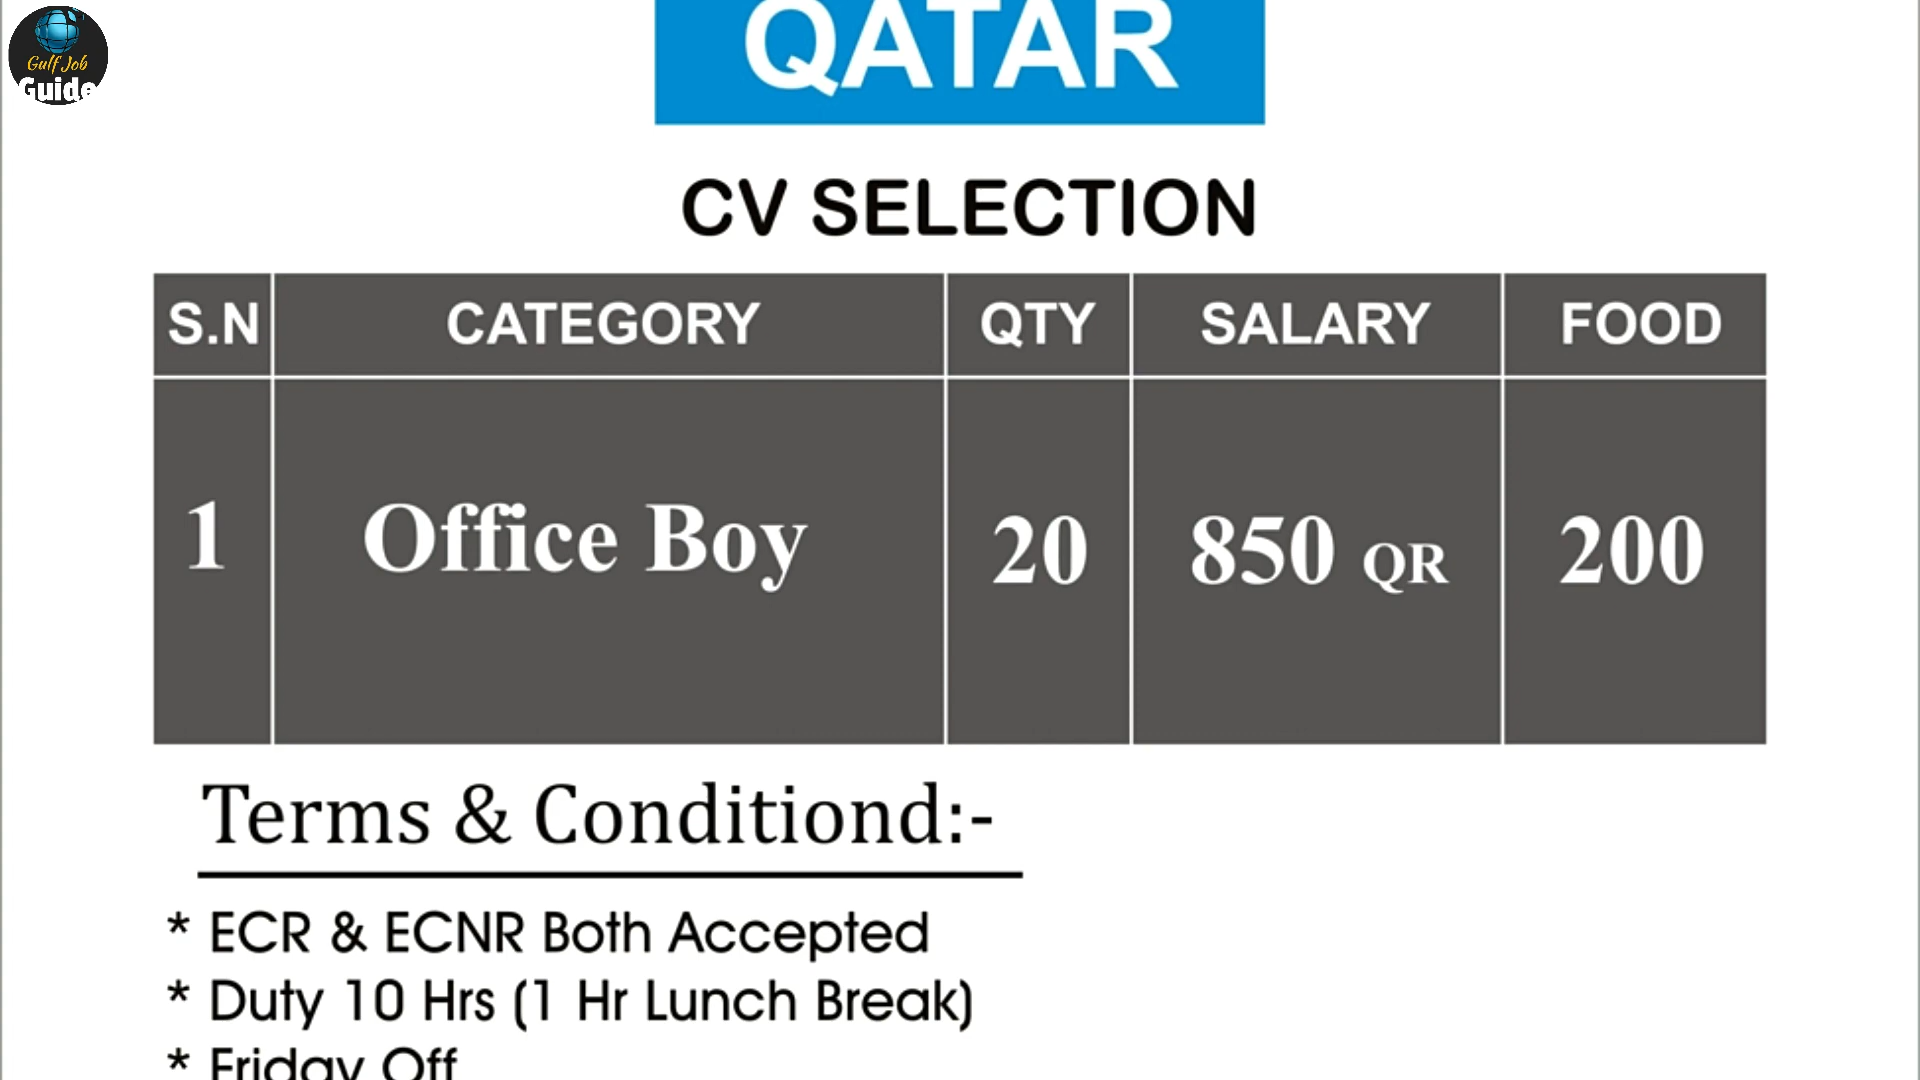 Gulf Job
Guide
QATAR
CV SELECTION
S.N CATEGORY QTY SALARY FOOD
1 Office Boy 20 850 QR 200
Terms & Conditiond:-
* ECR & ECNR Both Accepted
* Duty 10 Hrs (1 Hr Lunch Break)
* Friday Off